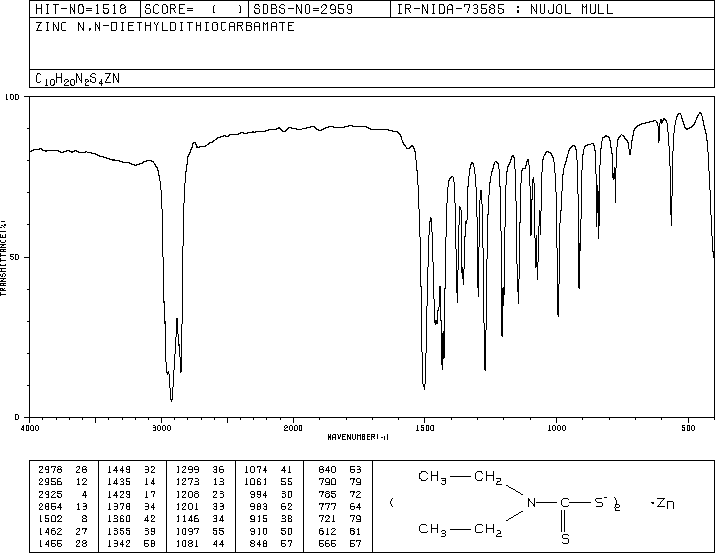 HIT-NO=1518 SCORE= ( ) SDBS-NO=2959 IR-NIDA-73585 : NUJOL MULL
ZINC N,N-DIETHYLDITHIOCARBAMATE
C10H20N2S4ZN
100
50
0
TRANSMITTANCE(%)
4000 3000 2000 1500 1000 500
WAVENUMBER(-1)
2978 26 1449 32 1299 36 1074 41 840 53
2956 12 1435 14 1273 13 1061 55 790 79
2925 4 1429 17 1208 23 994 30 785 72
2864 13 1378 34 1201 33 983 62 777 64
1502 8 1360 42 1146 34 915 38 721 79
1462 27 1355 39 1097 55 910 50 612 81
1455 28 1342 58 1081 44 848 57 566 57
CH3 CH2
( N C S- )2 ·Zn
CH3 CH2
S